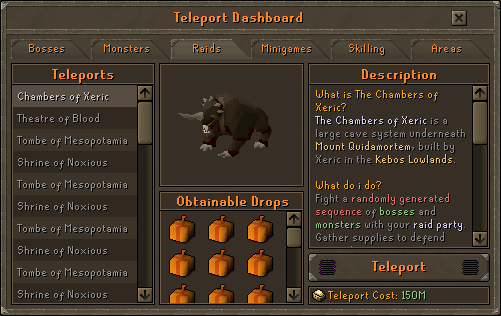 Teleport Dashboard
Bosses
Monsters
Raids
Minigames
Skilling
Areas
Teleports
Chambers of Xeric
Theatre of Blood
Tombe of Mesopotamia
Shrine of Noxious
Tombe of Mesopotamia
Shrine of Noxious
Tombe of Mesopotamia
Shrine of Noxious
Tombe of Mesopotamia
Shrine of Noxious
Obtainable Drops
Description
What is The Chambers of
Xeric?
The Chambers of Xeric is a
large cave system underneath
Mount Quidamortem, built by
Xeric in the Kebos Lowlands.
What do i do?
Fight a randomly generated
sequence of bosses and
monsters with your raid party.
Gather supplies to defend
Teleport
Teleport Cost: 150M